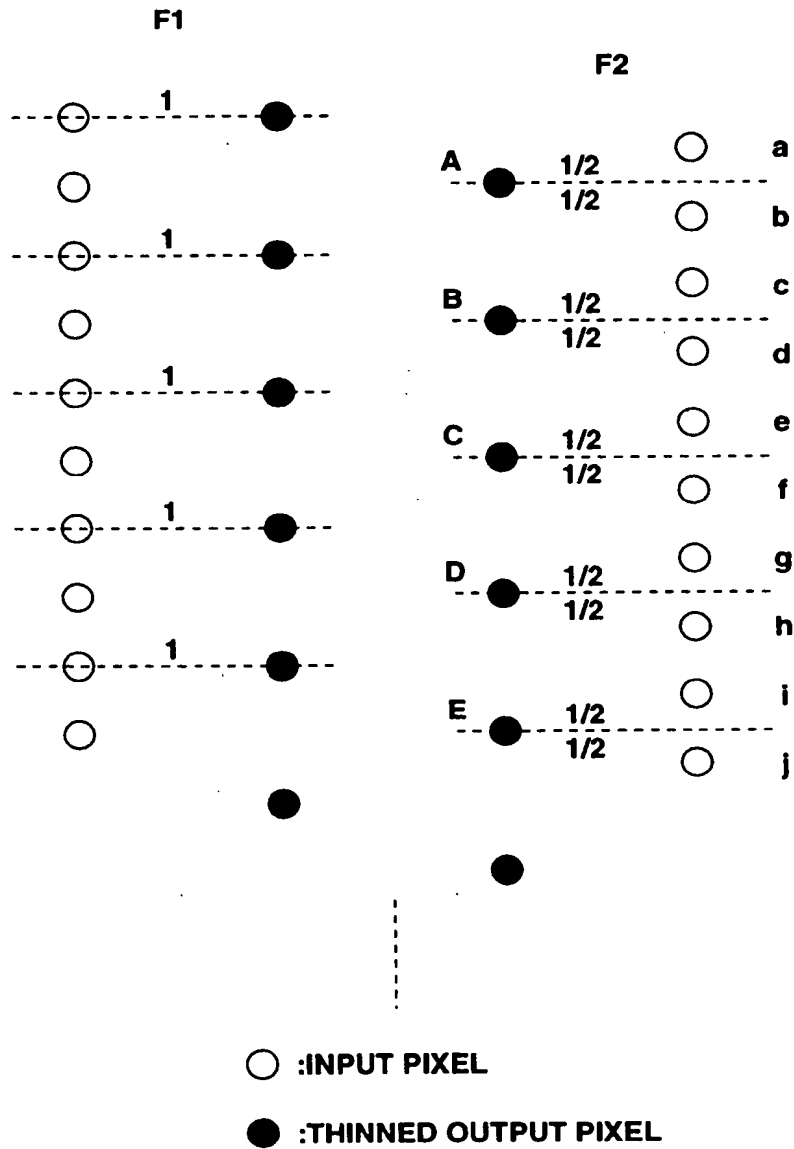 F1
F2
1
1
1
1
1
A 1/2 a
1/2 b
B 1/2 c
1/2 d
C 1/2 e
1/2 f
D 1/2 g
1/2 h
E 1/2 i
1/2 j
:INPUT PIXEL
:THINNED OUTPUT PIXEL